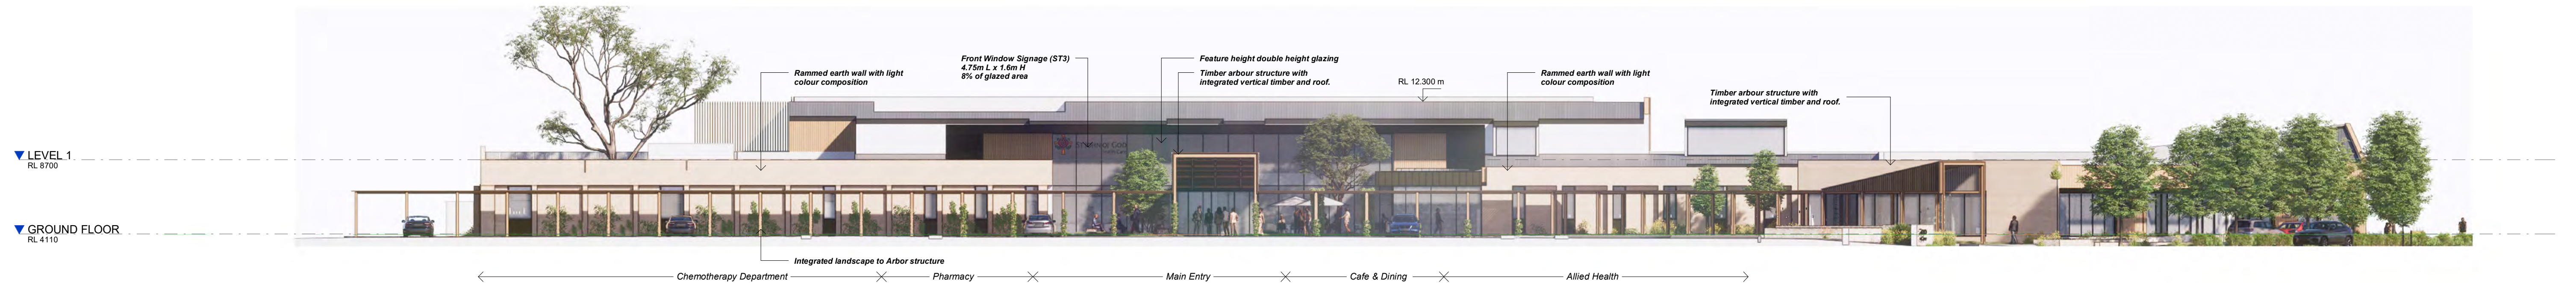 Front Window Signage (ST3)
4.75m L x 1.6m H
8% of glazed area
Feature height double height glazing
Rammed earth wall with light
colour composition
Timber arbour structure with
integrated vertical timber and roof.
RL 12.300 m
Rammed earth wall with light
colour composition
Timber arbour structure with
integrated vertical timber and roof.
LEVEL 1
RL 8700
GROUND FLOOR
RL 4110
Integrated landscape to Arbor structure
Chemotherapy Department
Pharmacy
Main Entry
Cafe & Dining
Allied Health